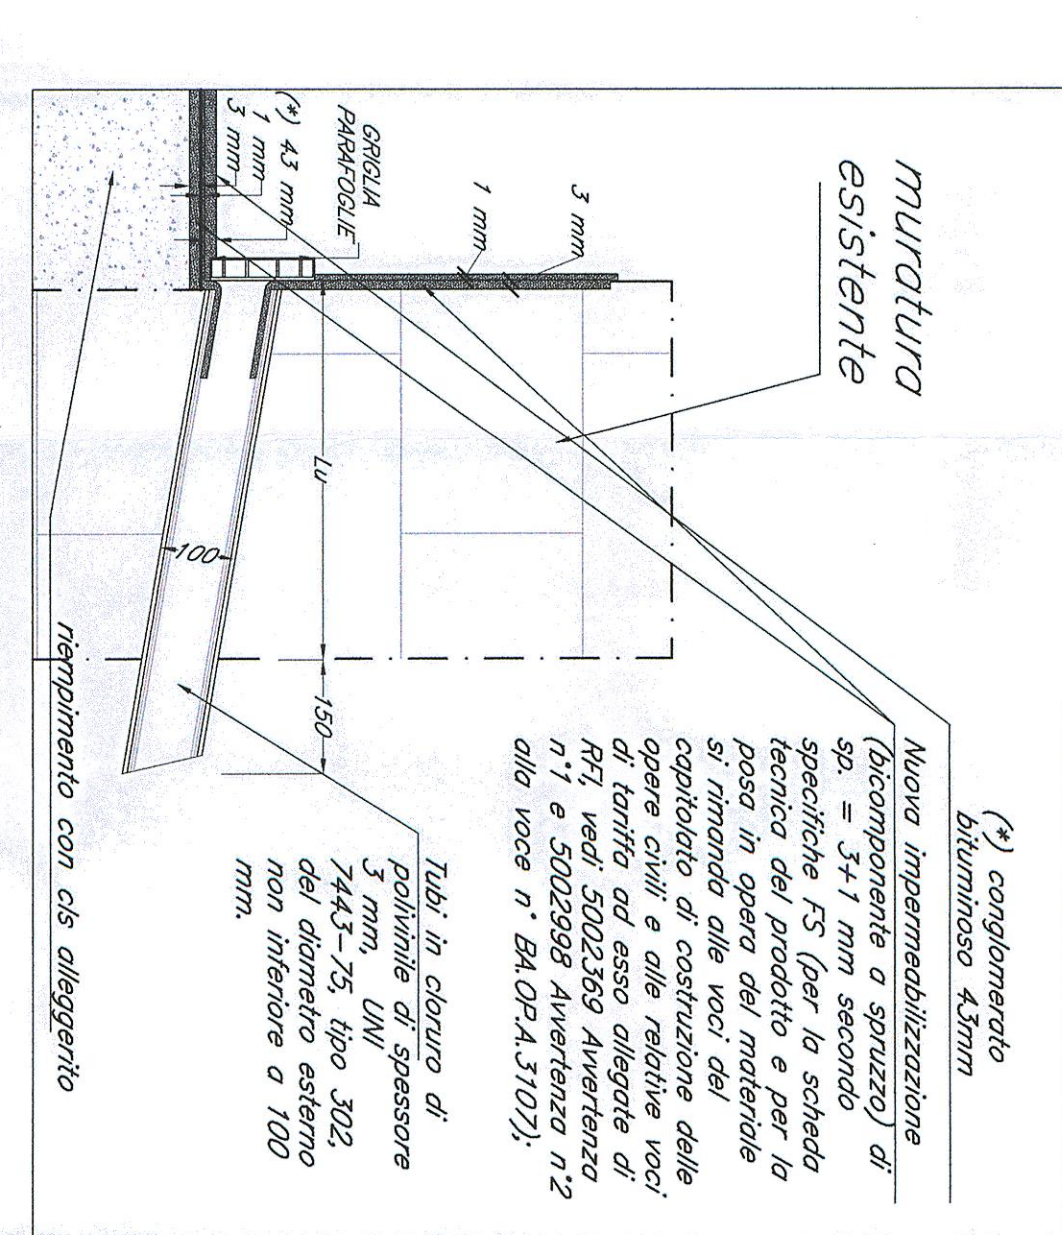 muratura
esistente
3 mm
1 mm
GRIGLIA
PARAFOGLIE
(*) 43 mm
1 mm
3 mm
Lu
150
100
(*) conglomerato
bituminoso 43mm
Nuova impermeabilizzazione
(bicomponente a spruzzo) di
sp. = 3+1 mm secondo
specifiche FS (per la scheda
tecnica del prodotto e per la
posa in opera del materiale
si rimanda alle voci del
capitolato di costruzione delle
opere civili e alle relative voci
di tariffa ad esso allegate di
RFI, vedi 5002369 Avvertenza
n°1 e 5002998 Avvertenza n°2
alla voce n° BA.OP.A.3107);
Tubi in cloruro di
polivinile di spessore
3 mm, UNI
7443-75, tipo 302,
del diametro esterno
non inferiore a 100
mm.
riempimento con cls alleggerito